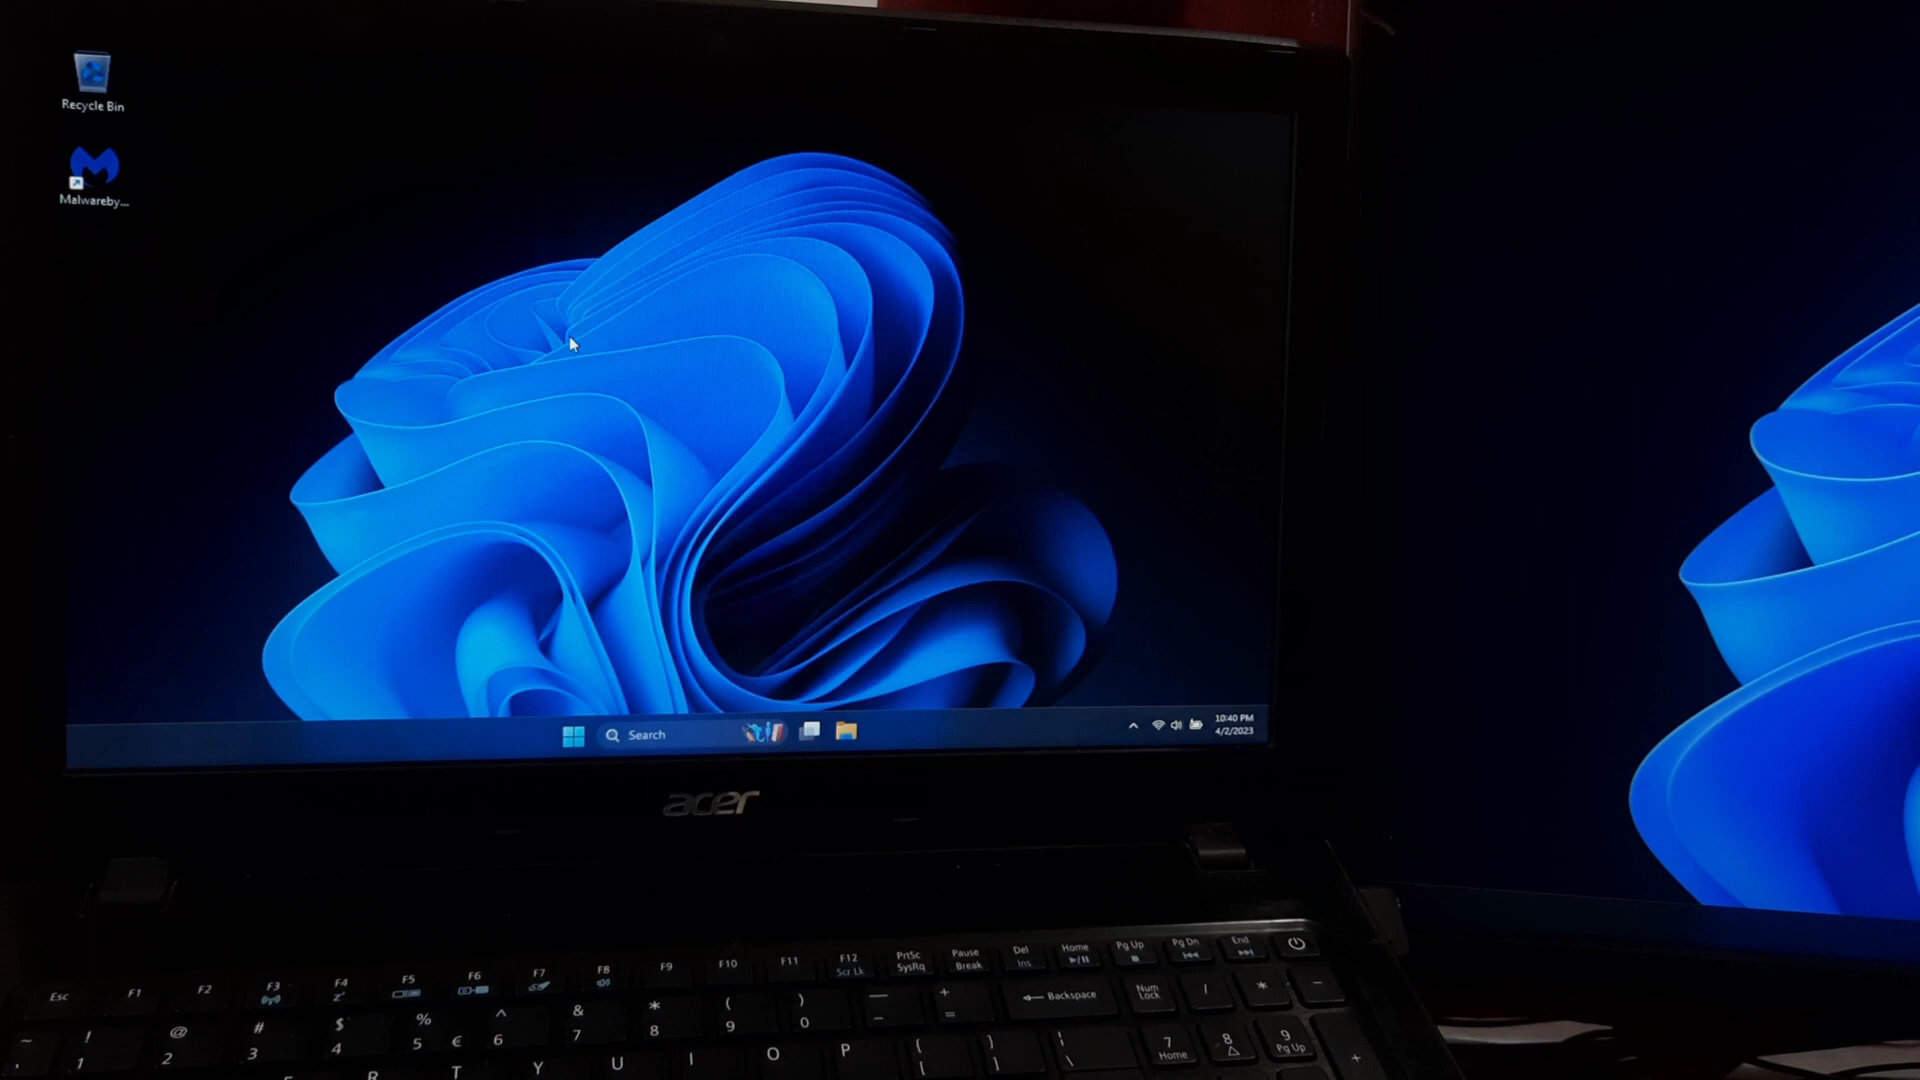 Recycle Bin
Malwareby...
Search
10:40 PM
4/2/2023
acer
Esc F1 F2 F3 F4 F5 F6 F7 F8 F9 F10 F11 F12 PrtSc Pause Del Home Pg Up Pg Dn End
z Scr Lk SysRq Break Ins
~ ! @ # $ % ^ & * ( ) — + Backspace Num Lock / * -
1 2 3 4 5 € 6 7 8 9 0 - =
R T Y U I O P { } | 7 8 9 +
[ ] \ Home Pg Up